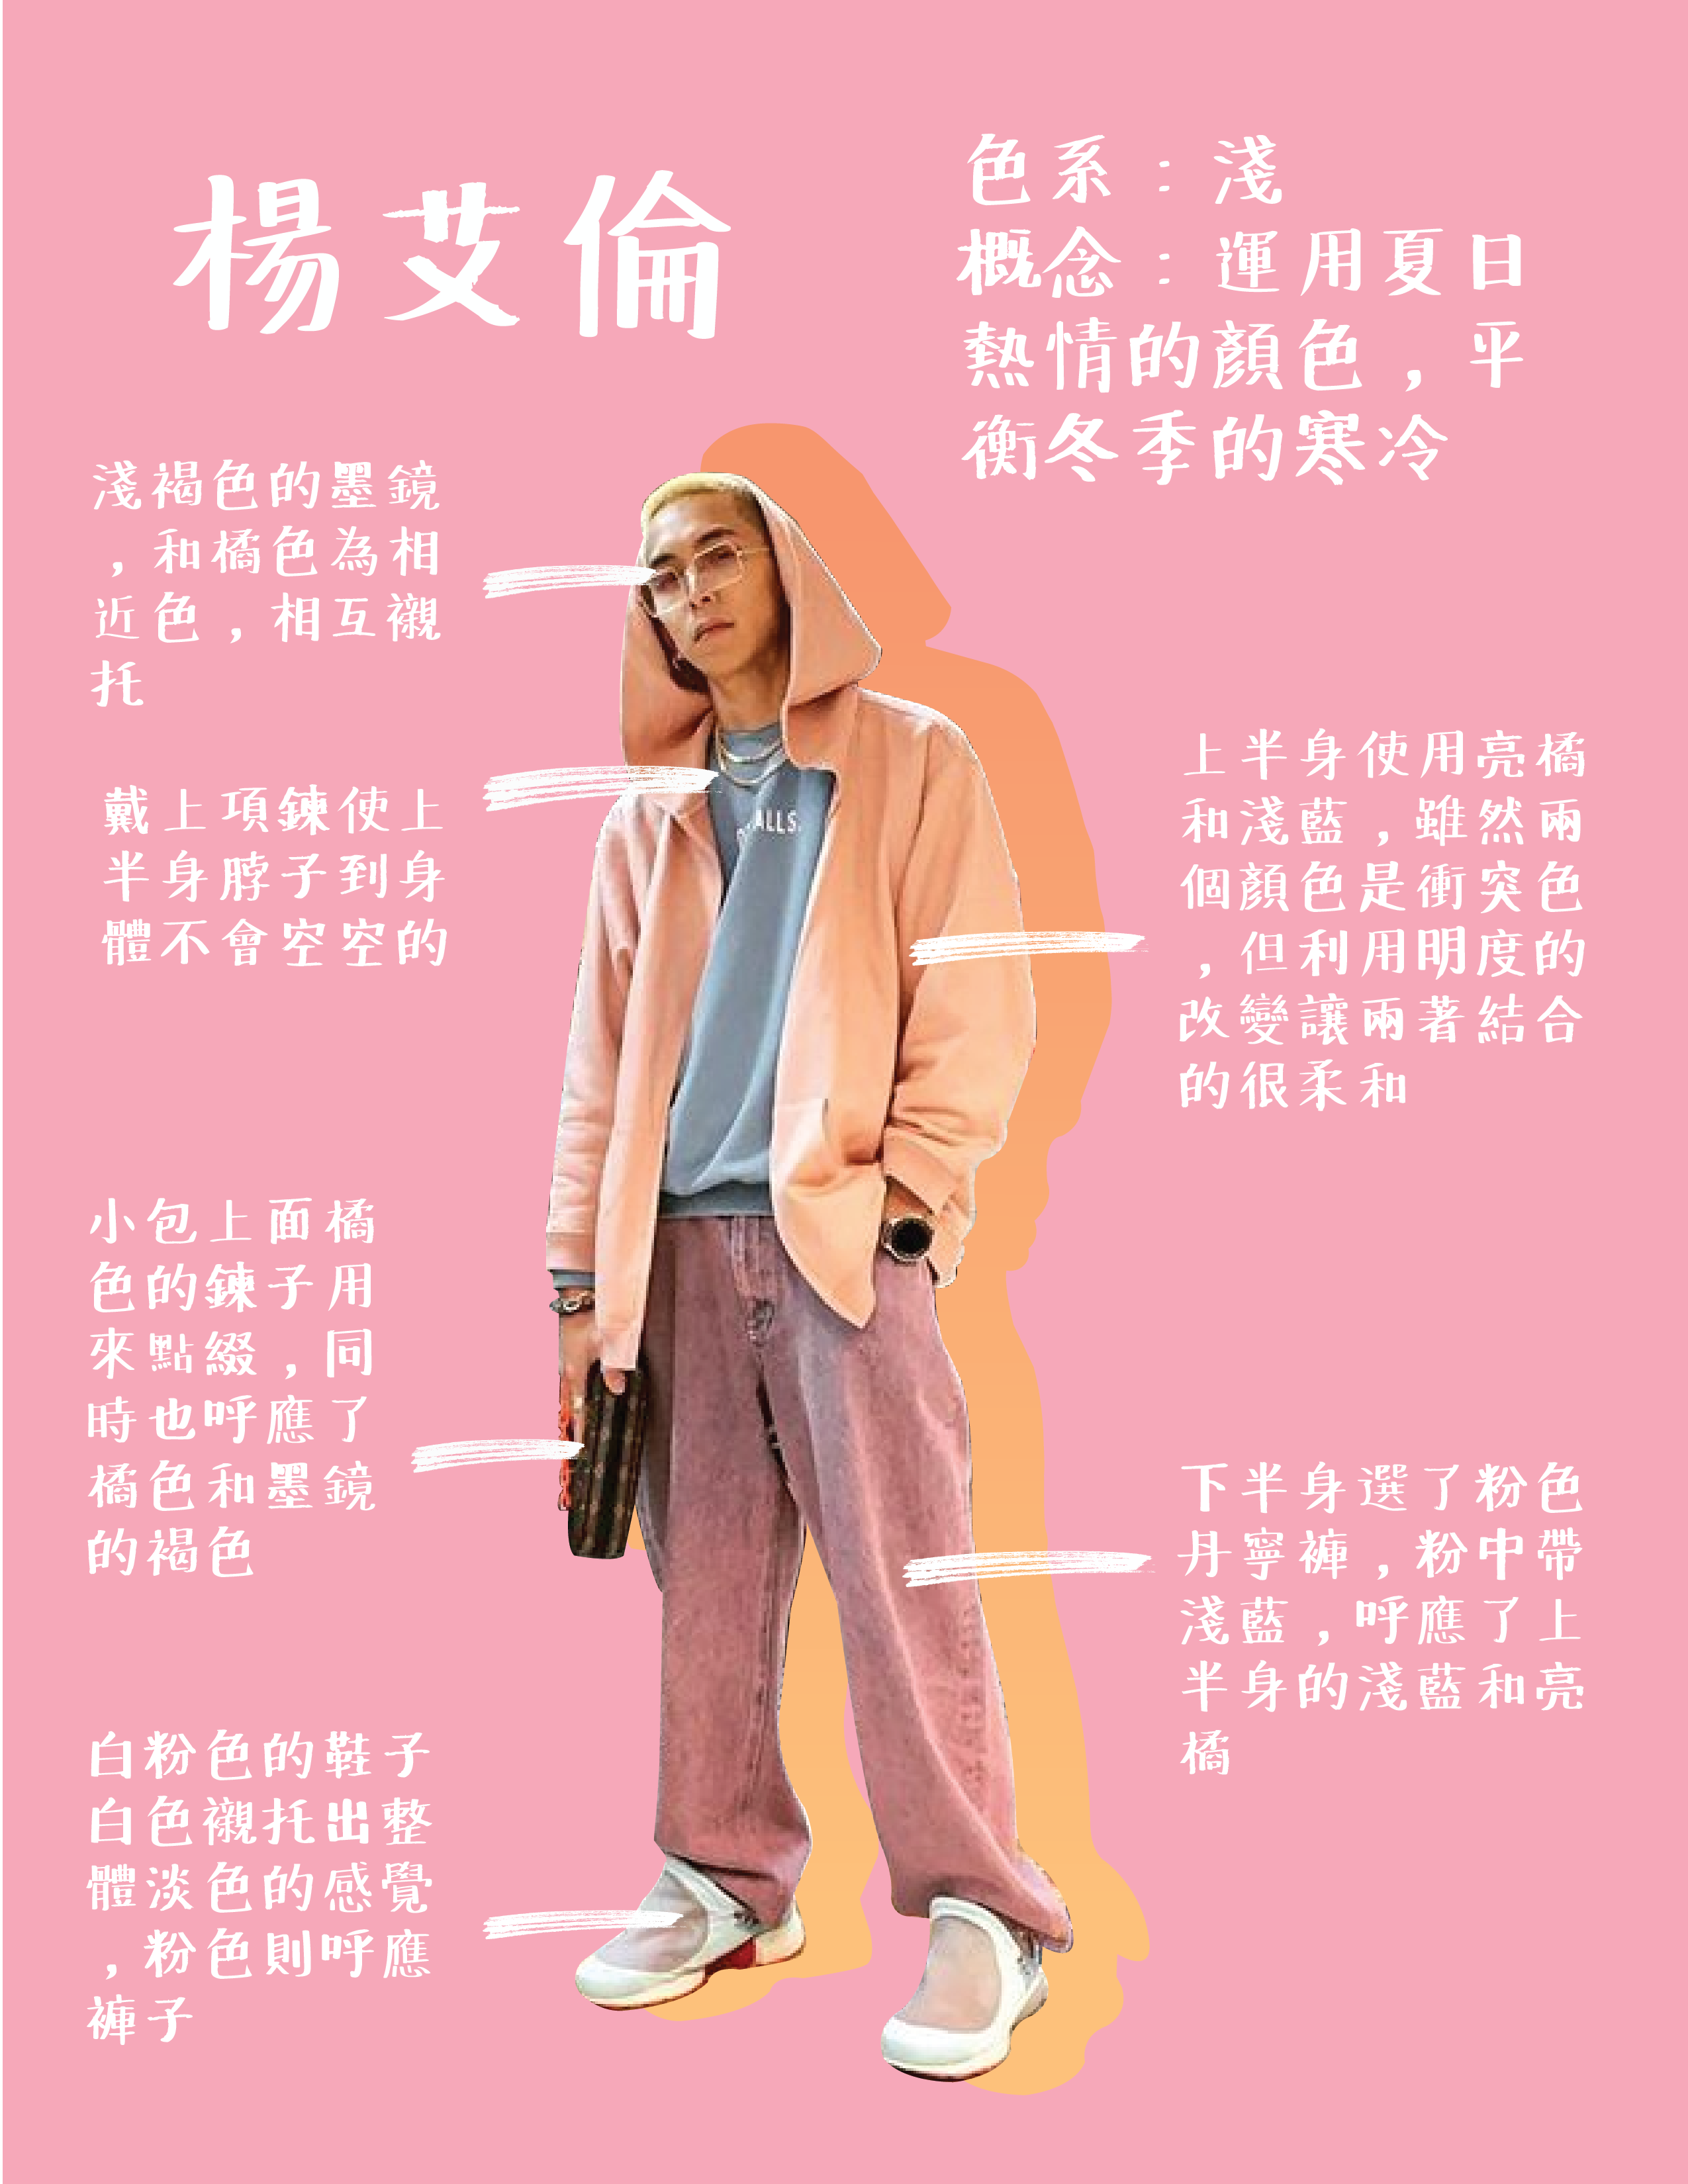 楊艾倫
色系：淺
概念：運用夏日
熱情的顏色，平
衡冬季的寒冷
淺褐色的墨鏡
，和橘色為相
近色，相互襯
托
戴上項鍊使上
半身脖子到身
體不會空空的
小包上面橘
色的鍊子用
來點綴，同
時也呼應了
橘色和墨鏡
的褐色
白粉色的鞋子
白色襯托出整
體淡色的感覺
，粉色則呼應
褲子
上半身使用亮橘
和淺藍，雖然兩
個顏色是衝突色
，但利用明度的
改變讓兩著結合
的很柔和
下半身選了粉色
丹寧褲，粉中帶
淺藍，呼應了上
半身的淺藍和亮
橘